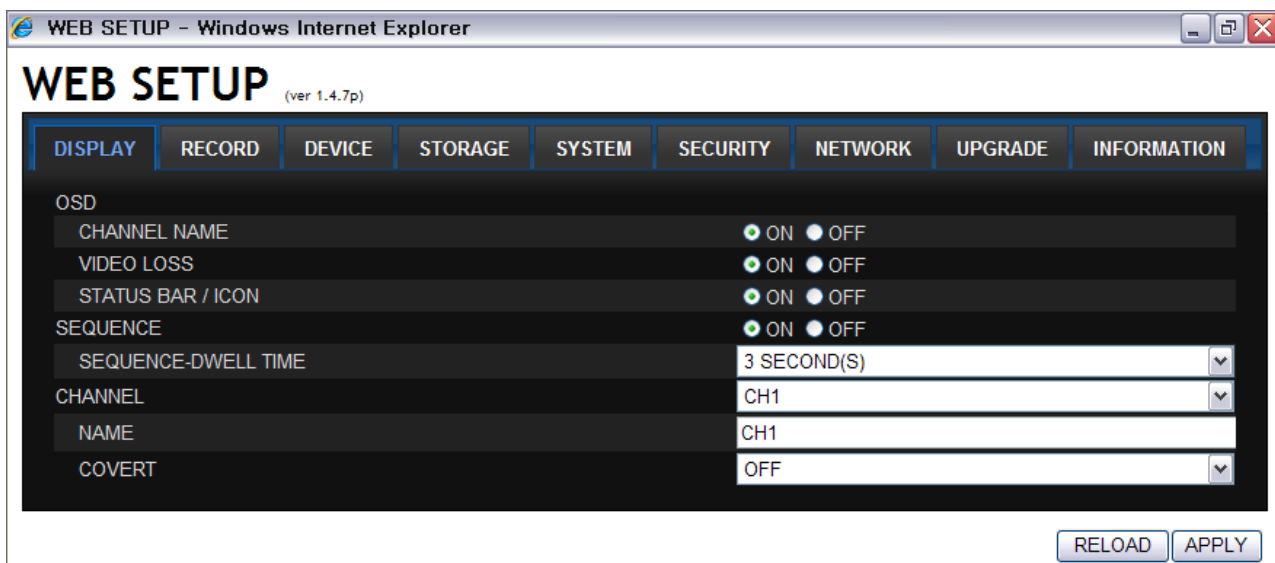 WEB SETUP - Windows Internet Explorer
WEB SETUP (ver 1.4.7p)
DISPLAY RECORD DEVICE STORAGE SYSTEM SECURITY NETWORK UPGRADE INFORMATION
OSD
CHANNEL NAME ON OFF
VIDEO LOSS ON OFF
STATUS BAR / ICON ON OFF
SEQUENCE ON OFF
SEQUENCE-DWELL TIME 3 SECOND(S)
CHANNEL CH1
NAME CH1
COVERT OFF
RELOAD APPLY